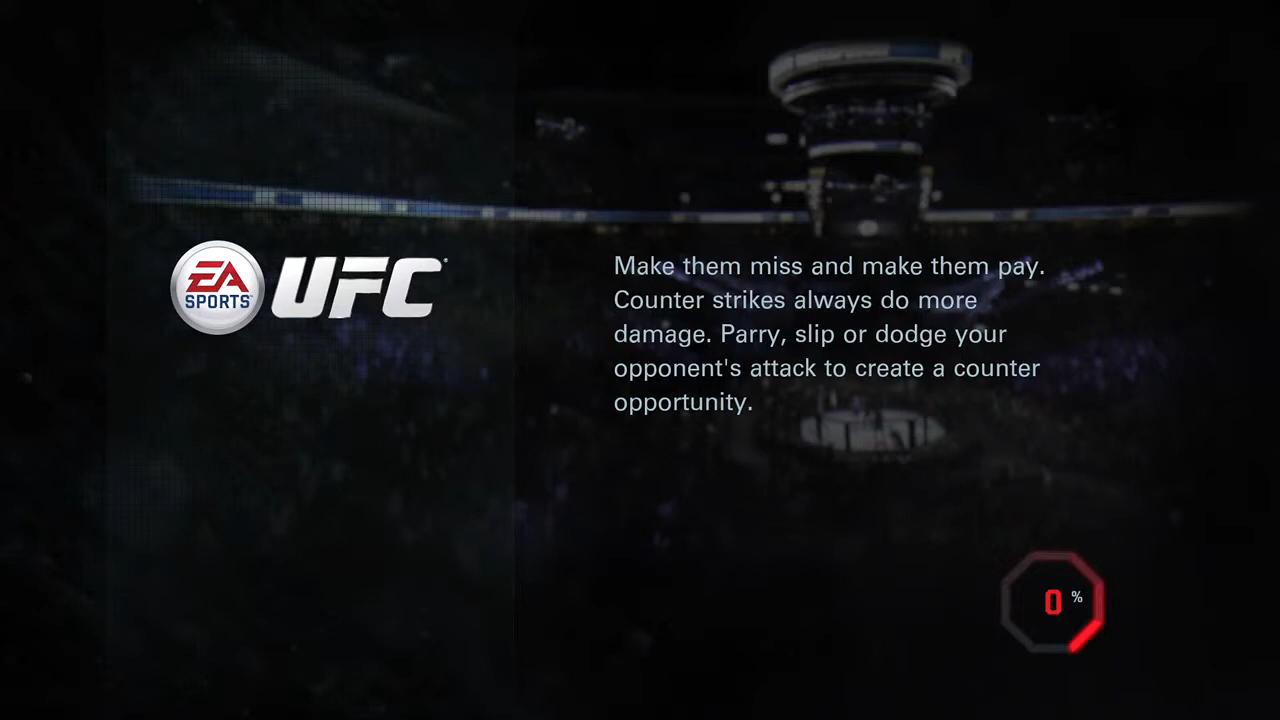 EA
SPORTS
UFC
Make them miss and make them pay.
Counter strikes always do more
damage. Parry, slip or dodge your
opponent's attack to create a counter
opportunity.
0 %